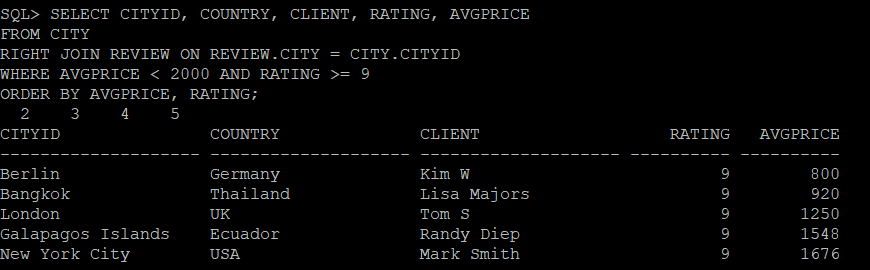 SQL> SELECT CITYID, COUNTRY, CLIENT, RATING, AVGPRICE
FROM CITY
RIGHT JOIN REVIEW ON REVIEW.CITY = CITY.CITYID
WHERE AVGPRICE < 2000 AND RATING >= 9
ORDER BY AVGPRICE, RATING;
  2    3    4    5
CITYID               COUNTRY              CLIENT                   RATING   AVGPRICE
-------------------- -------------------- -------------------- ---------- ----------
Berlin               Germany              Kim W                         9        800
Bangkok              Thailand             Lisa Majors                   9        920
London               UK                   Tom S                         9       1250
Galapagos Islands    Ecuador              Randy Diep                    9       1548
New York City        USA                  Mark Smith                    9       1676